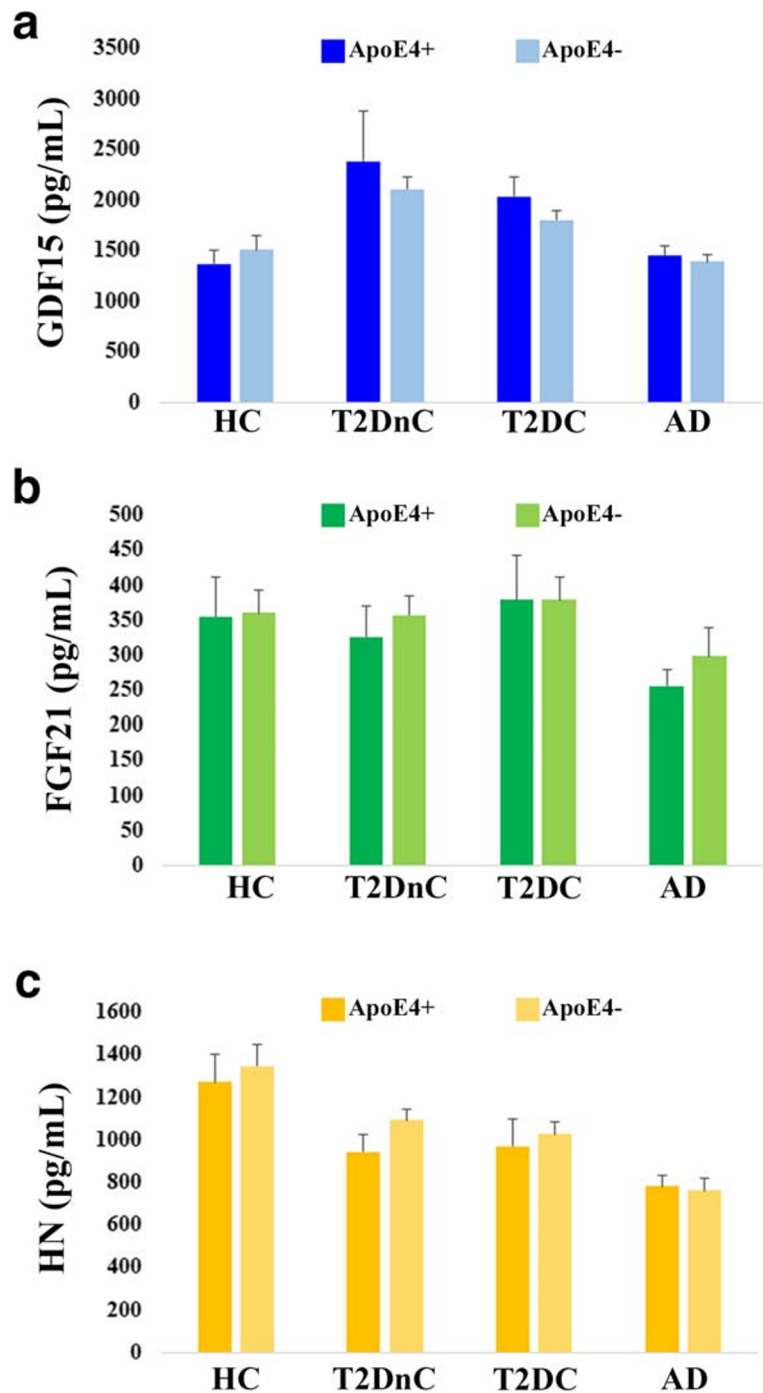 a
GDF15 (pg/mL)
ApoE4+ ApoE4-
3500
3000
2500
2000
1500
1000
500
0
HC T2DnC T2DC AD
b
FGF21 (pg/mL)
ApoE4+ ApoE4-
500
450
400
350
300
250
200
150
100
50
0
HC T2DnC T2DC AD
c
HN (pg/mL)
ApoE4+ ApoE4-
1600
1400
1200
1000
800
600
400
200
0
HC T2DnC T2DC AD